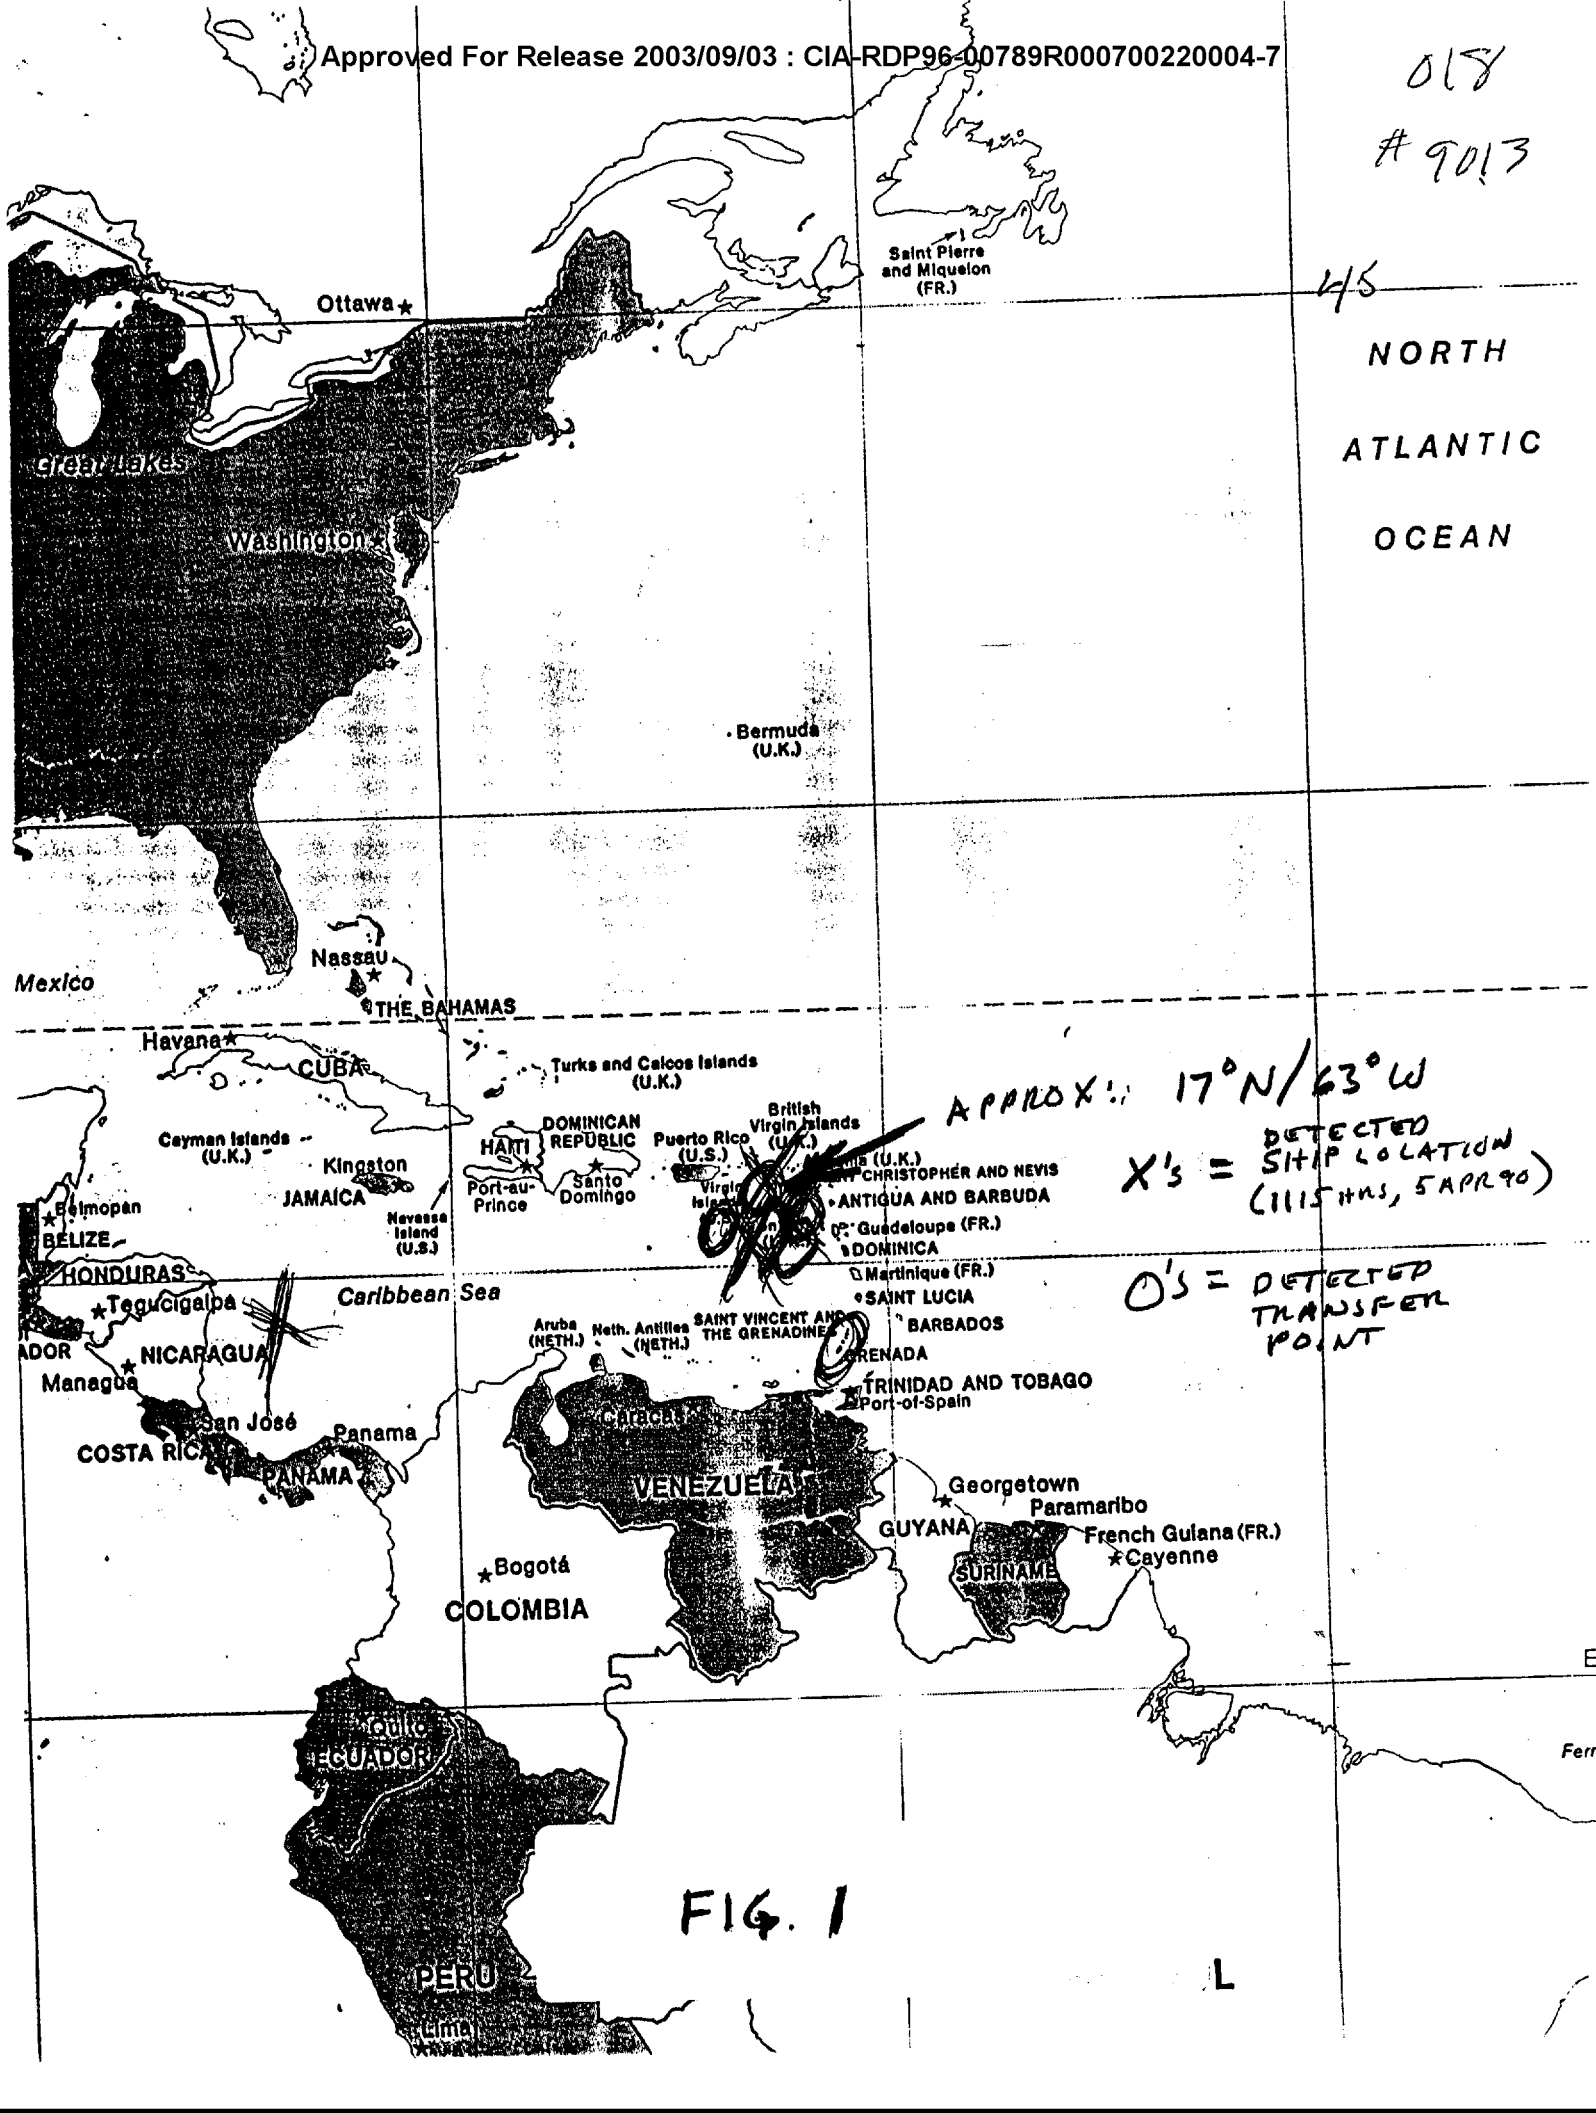 Approved For Release 2003/09/03 : CIA-RDP96-00789R000700220004-7
018
# 9013
Saint Pierre
and Miquelon
(FR.)
45
Ottawa
NORTH
ATLANTIC
OCEAN
Great Lakes
Washington
Bermuda
(U.K.)
Nassau
Mexico
THE BAHAMAS
Havana
CUBA
Turks and Caicos Islands
(U.K.)
APPROX: 17°N/63°W
British
Virgin Islands
(U.K.)
DOMINICAN
REPUBLIC
HAITI
Puerto Rico
(U.S.)
Cayman Islands
(U.K.)
X's = DETECTED
SHIP LOCATION
(1115 HRS, 5 APR 90)
(U.K.)
CHRISTOPHER AND NEVIS
Kingston
JAMAICA
Port-au-
Prince
Santo
Domingo
ANTIGUA AND BARBUDA
Belmopan
BELIZE
Navassa
Island
(U.S.)
Guadeloupe (FR.)
DOMINICA
HONDURAS
Martinique (FR.)
O's = DETECTED
TRANSFER
POINT
Tegucigalpa
Caribbean Sea
SAINT LUCIA
Aruba
(NETH.)
Neth. Antilles
(NETH.)
SAINT VINCENT AND
THE GRENADINES
BARBADOS
ADOR
NICARAGUA
GRENADA
Managua
TRINIDAD AND TOBAGO
Port-of-Spain
San José
Caracas
Panama
COSTA RICA
PANAMA
VENEZUELA
Georgetown
Paramaribo
GUYANA
French Guiana (FR.)
Cayenne
SURINAME
Bogotá
COLOMBIA
E
Quito
ECUADOR
Fern
FIG. 1
PERU
L
Lima